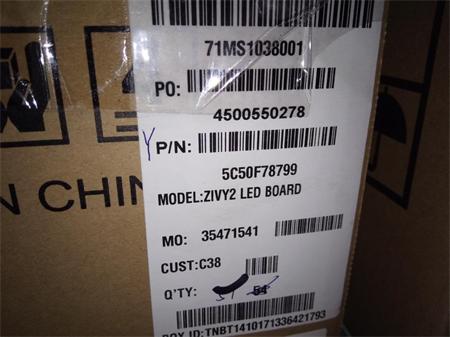 71MS1038001
PO:
4500550278
Y P/N:
5C50F78799
N CHIN
MODEL:ZIVY2 LED BOARD
MO: 35471541
CUST:C38
Q'TY: 54
BOX ID:TNBT1410171336421793